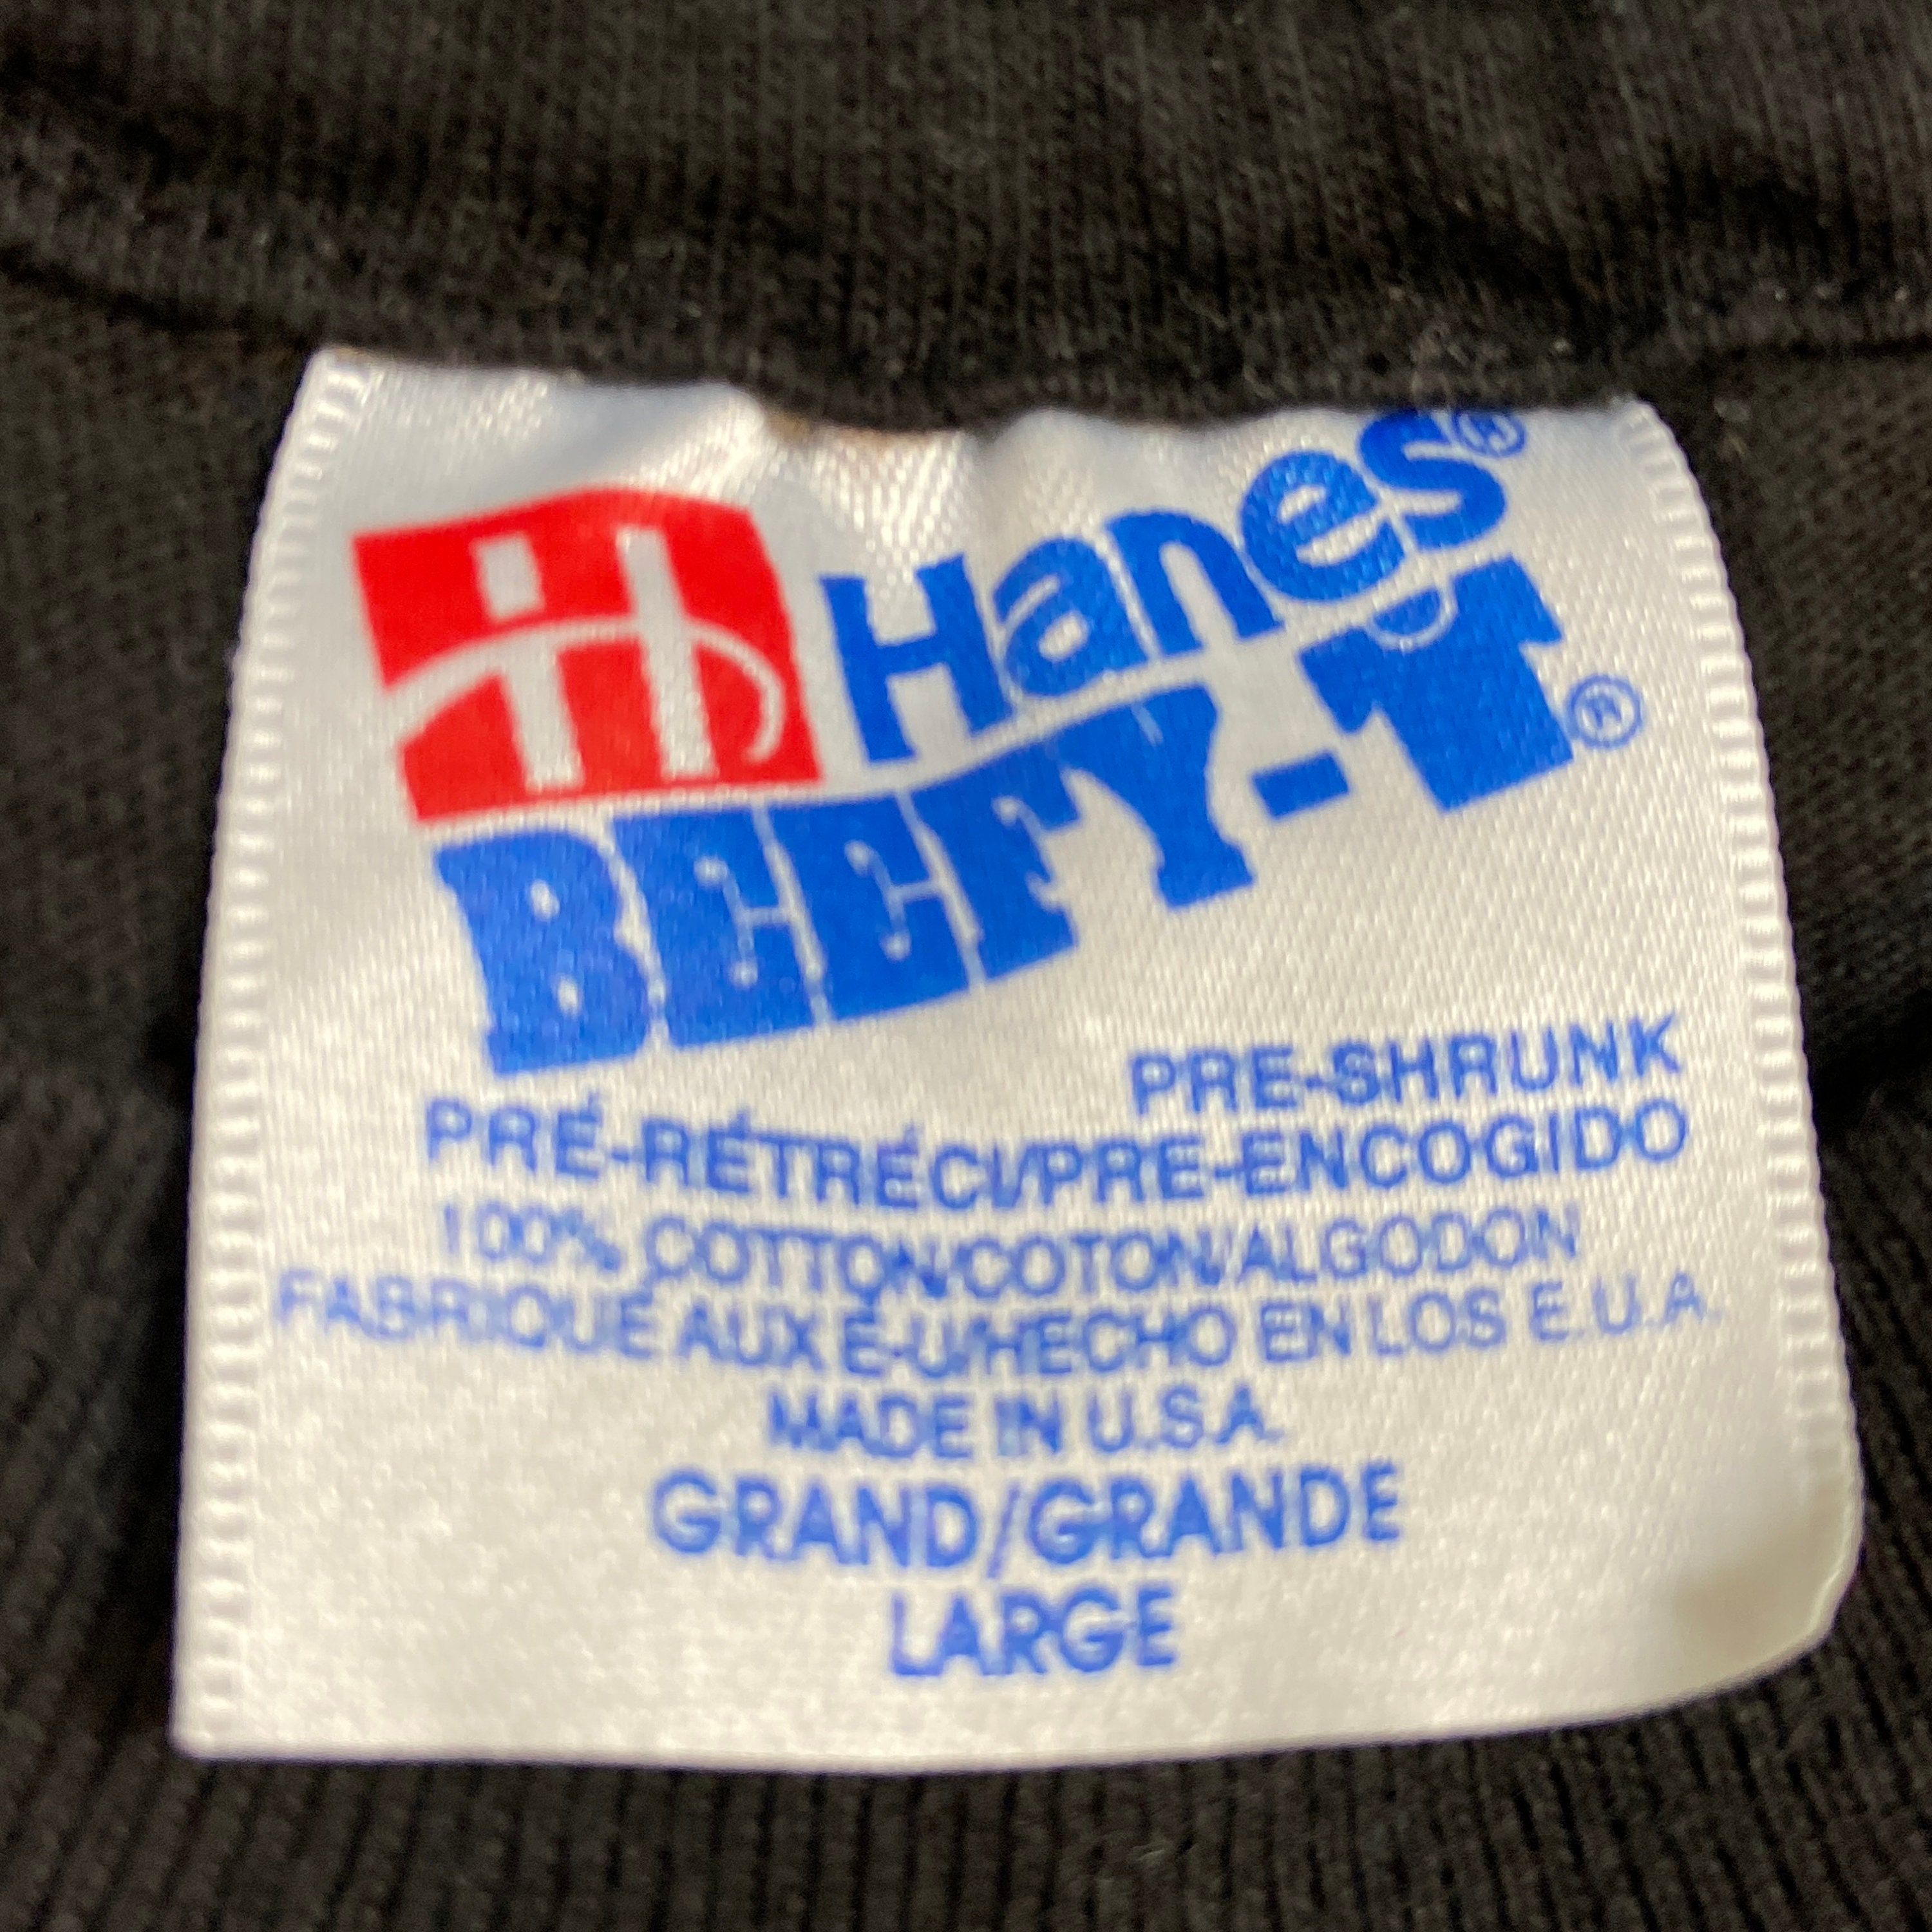 H Hanes®
BEEFY-T®
PRE-SHRUNK
PRÉ-RÉTRÉCI/PRE-ENCOGIDO
100% COTTON/COTON/ALGODON
FABRIQUÉ AUX É-U/HECHO EN LOS E.U.A.
MADE IN U.S.A.
GRAND/GRANDE
LARGE